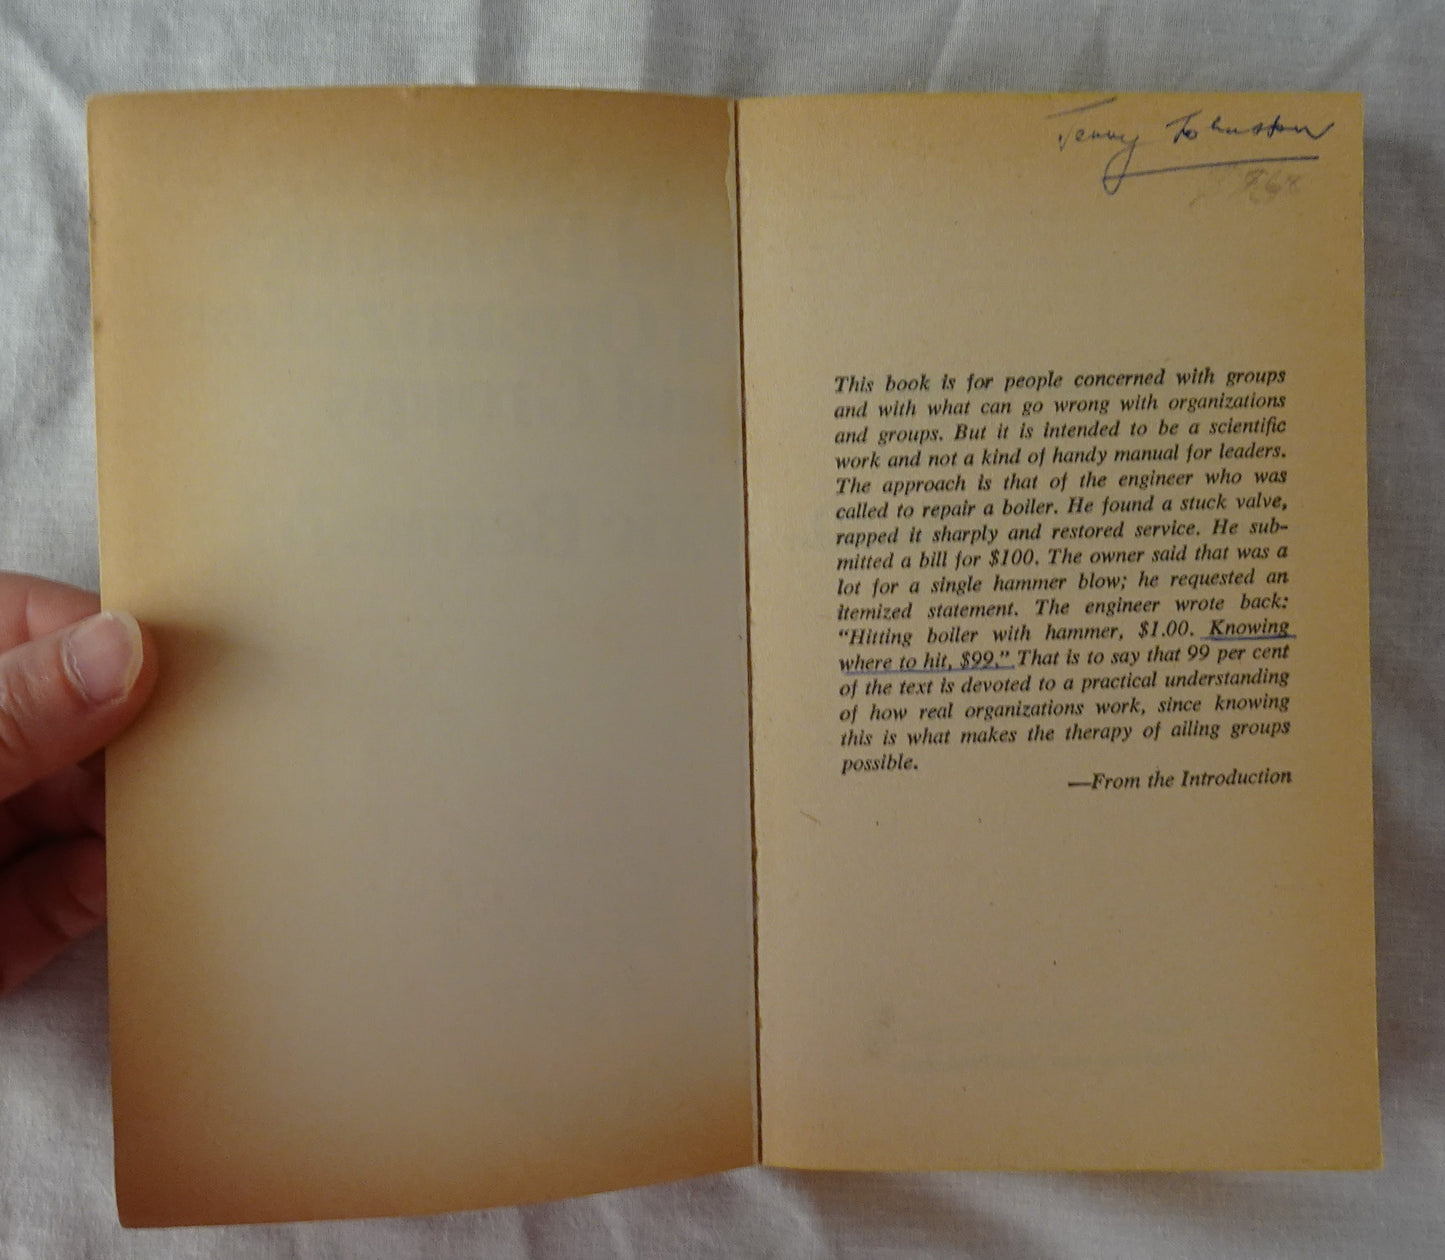 Jenny Johnston
This book is for people concerned with groups
and with what can go wrong with organizations
and groups. But it is intended to be a scientific
work and not a kind of handy manual for leaders.
The approach is that of the engineer who was
called to repair a boiler. He found a stuck valve,
rapped it sharply and restored service. He sub-
mitted a bill for $100. The owner said that was a
lot for a single hammer blow; he requested an
itemized statement. The engineer wrote back:
“Hitting boiler with hammer, $1.00. Knowing
where to hit, $99.” That is to say that 99 per cent
of the text is devoted to a practical understanding
of how real organizations work, since knowing
this is what makes the therapy of ailing groups
possible.
—From the Introduction